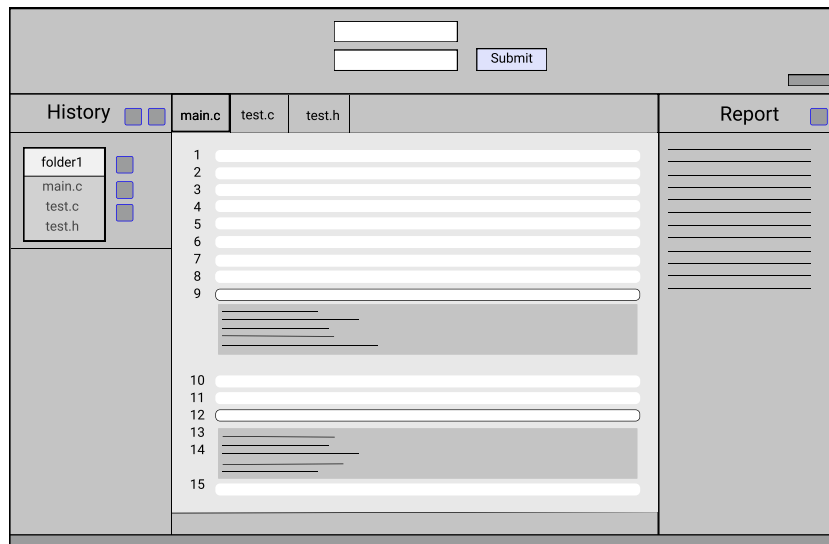 Submit
History
main.c
test.c
test.h
Report
folder1
main.c
test.c
test.h
1
2
3
4
5
6
7
8
9
10
11
12
13
14
15